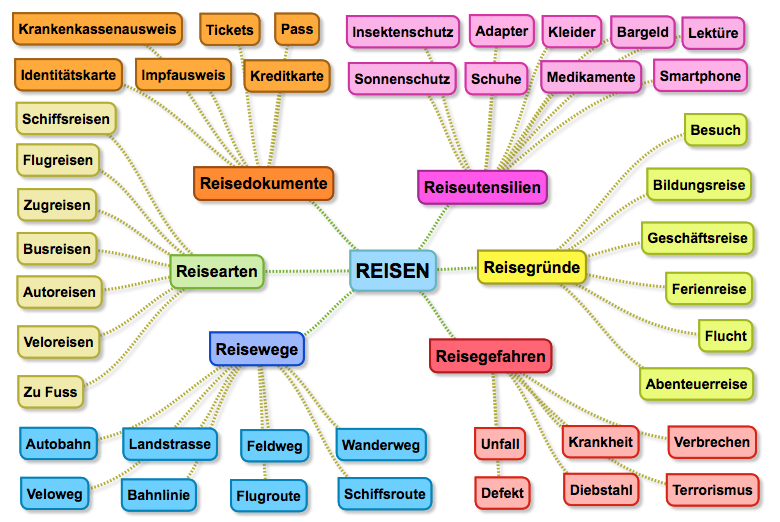 Krankenkassenausweis
Tickets
Pass
Identitätskarte
Impfausweis
Kreditkarte
Reisedokumente
Insektenschutz
Adapter
Kleider
Bargeld
Lektüre
Sonnenschutz
Schuhe
Medikamente
Smartphone
Reiseutensilien
Schiffsreisen
Flugreisen
Zugreisen
Busreisen
Autoreisen
Veloreisen
Zu Fuss
Reisearten
REISEN
Reisegründe
Besuch
Bildungsreise
Geschäftsreise
Ferienreise
Flucht
Abenteuerreise
Reisewege
Autobahn
Landstrasse
Feldweg
Wanderweg
Veloweg
Bahnlinie
Flugroute
Schiffsroute
Reisegefahren
Unfall
Krankheit
Verbrechen
Defekt
Diebstahl
Terrorismus